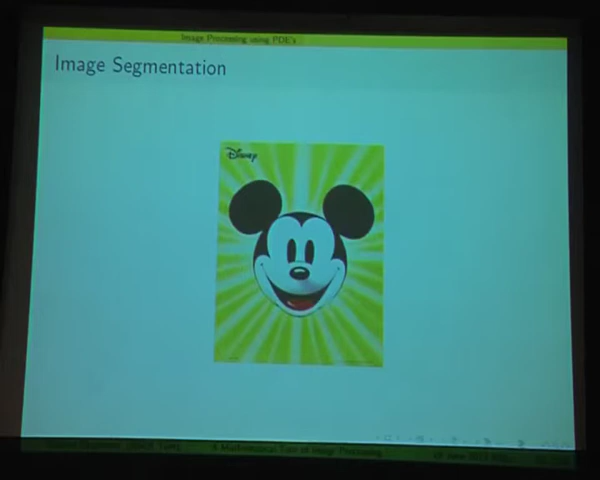 Image Processing using PDE's
Image Segmentation
Disney
A Mathematical Tour of Image Processing